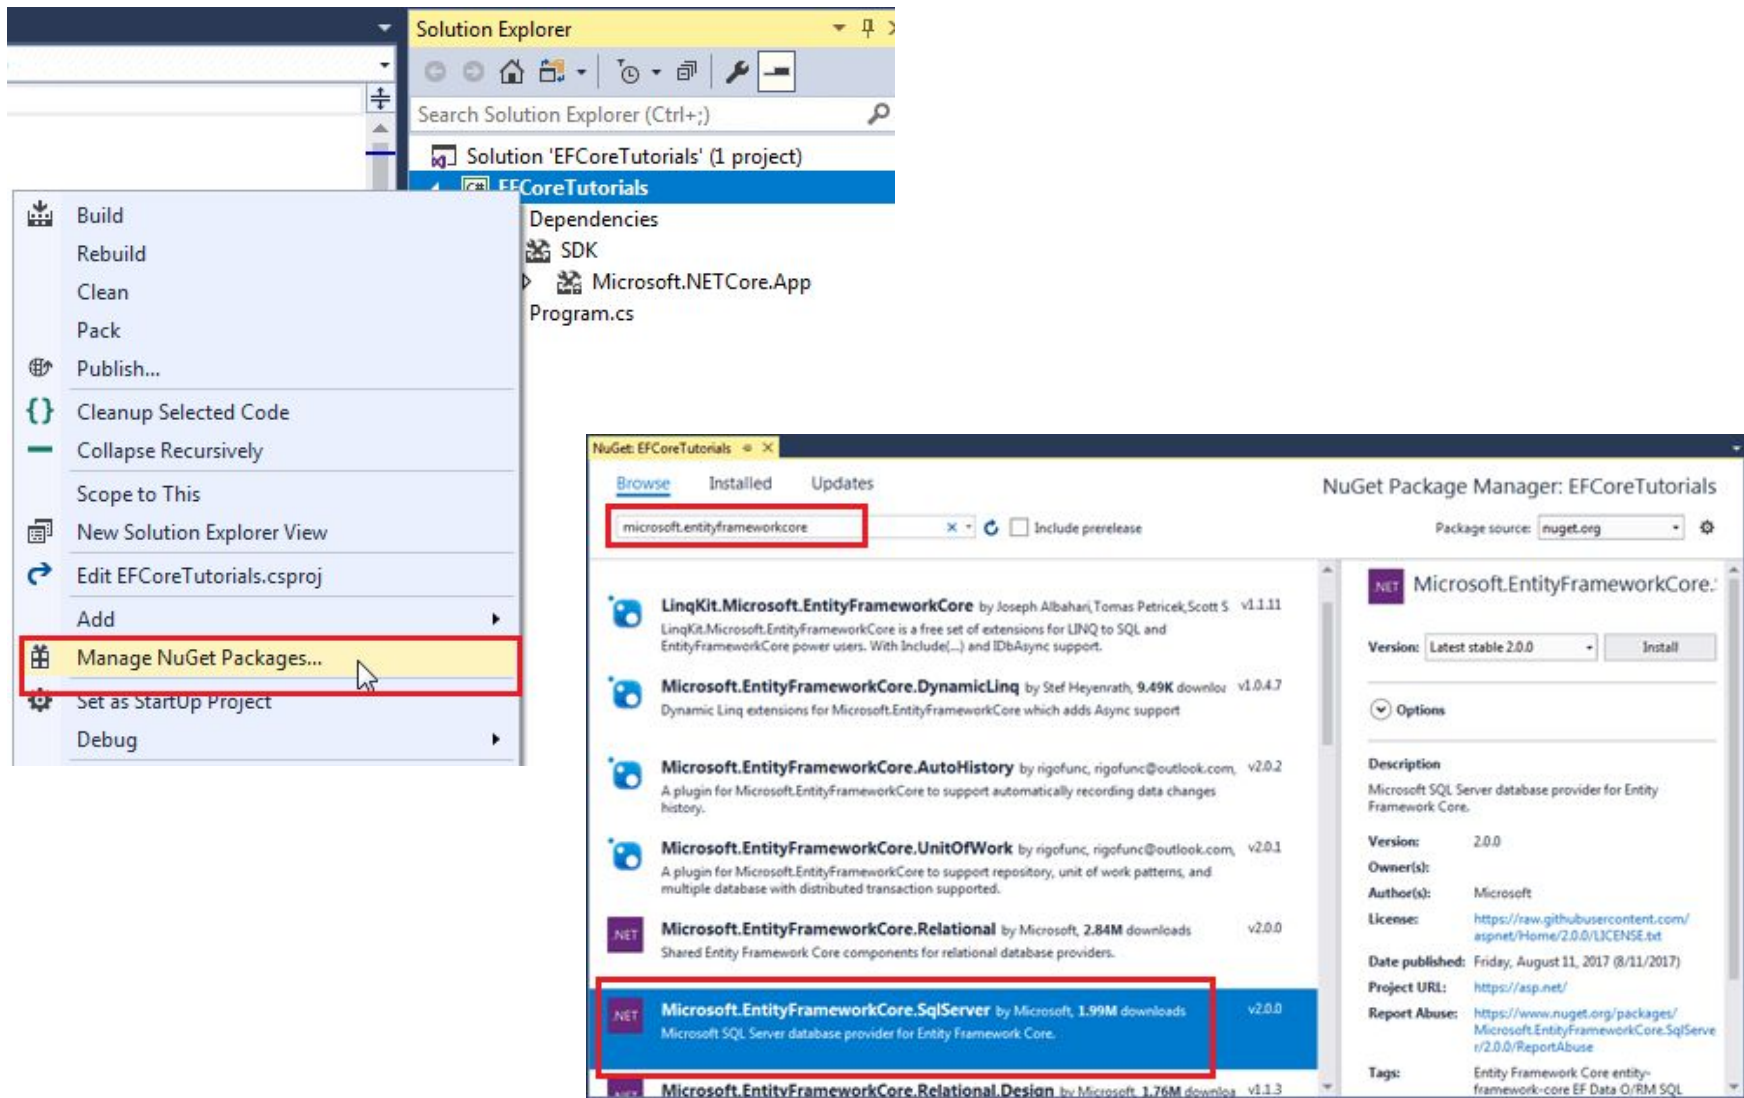 Solution Explorer
Search Solution Explorer (Ctrl+;)
Solution 'EFCoreTutorials' (1 project)
C# EFCoreTutorials
Dependencies
SDK
Microsoft.NETCore.App
Program.cs
Build
Rebuild
Clean
Pack
Publish...
Cleanup Selected Code
Collapse Recursively
Scope to This
New Solution Explorer View
Edit EFCoreTutorials.csproj
Add
Manage NuGet Packages...
Set as StartUp Project
Debug
NuGet: EFCoreTutorials
Browse Installed Updates
NuGet Package Manager: EFCoreTutorials
microsoft.entityframeworkcore
Include prerelease
Package source: nuget.org
LinqKit.Microsoft.EntityFrameworkCore by Joseph Albahari,Tomas Petricek,Scott S v1.1.11
LinqKit.Microsoft.EntityFrameworkCore is a free set of extensions for LINQ to SQL and
EntityFrameworkCore power users. With Include(...) and IDbAsync support.
Microsoft.EntityFrameworkCore.DynamicLinq by Stef Heyenrath, 9.49K downloa v1.0.4.7
Dynamic Linq extensions for Microsoft.EntityFrameworkCore which adds Async support
Microsoft.EntityFrameworkCore.AutoHistory by rigofunc, rigofunc@outlook.com, v2.0.2
A plugin for Microsoft.EntityFrameworkCore to support automatically recording data changes
history.
Microsoft.EntityFrameworkCore.UnitOfWork by rigofunc, rigofunc@outlook.com, v2.0.1
A plugin for Microsoft.EntityFrameworkCore to support repository, unit of work patterns, and
multiple database with distributed transaction supported.
.NET
Microsoft.EntityFrameworkCore.Relational by Microsoft, 2.84M downloads v2.0.0
Shared Entity Framework Core components for relational database providers.
.NET
Microsoft.EntityFrameworkCore.SqlServer by Microsoft, 1.99M downloads v2.0.0
Microsoft SQL Server database provider for Entity Framework Core.
.NET
Microsoft.EntityFrameworkCore.Relational.Design by Microsoft, 1.76M downloa v1.1.3
.NET
Microsoft.EntityFrameworkCore.
Version: Latest stable 2.0.0 Install
Options
Description
Microsoft SQL Server database provider for Entity
Framework Core.
Version: 2.0.0
Owner(s):
Author(s): Microsoft
License: https://raw.githubusercontent.com/
aspnet/Home/2.0.0/LICENSE.txt
Date published: Friday, August 11, 2017 (8/11/2017)
Project URL: https://asp.net/
Report Abuse: https://www.nuget.org/packages/
Microsoft.EntityFrameworkCore.SqlServe
r/2.0.0/ReportAbuse
Tags: Entity Framework Core entity-
framework-core EF Data O/RM SQL